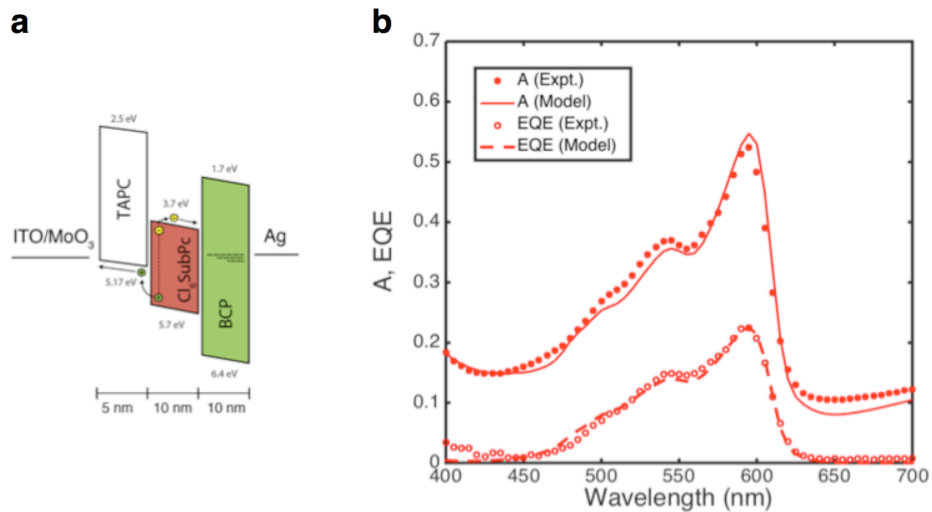 a
b
2.5 eV
TAPC
5.17 eV
ITO/MoO3
3.7 eV
Cl6SubPc
5.7 eV
1.7 eV
BCP
6.4 eV
Ag
5 nm 10 nm 10 nm
A (Expt.)
A (Model)
EQE (Expt.)
EQE (Model)
A, EQE
0.7
0.6
0.5
0.4
0.3
0.2
0.1
0
400 450 500 550 600 650 700
Wavelength (nm)